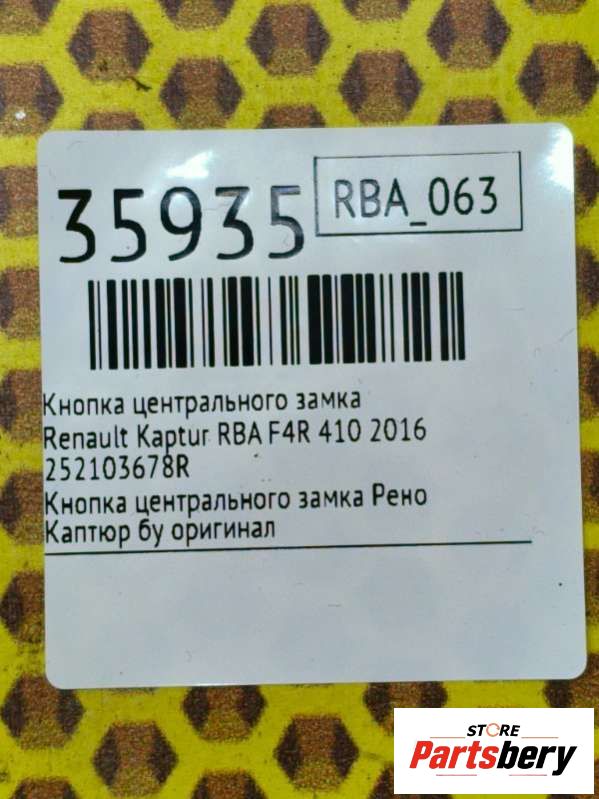 35935
RBA_063
Кнопка центрального замка
Renault Kaptur RBA F4R 410 2016
252103678R
Кнопка центрального замка Рено
Каптюр бу оригинал
STORE
Partsbery